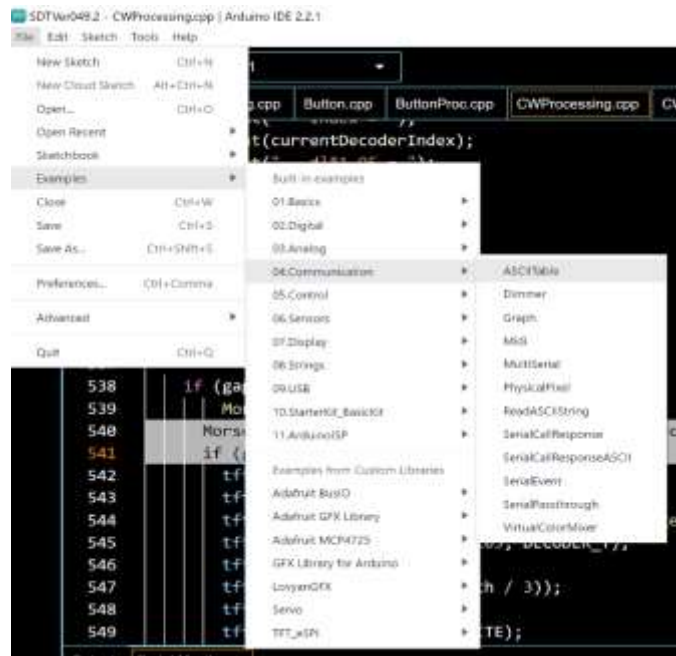 SDTVer049.2 - CWProcessing.cpp | Arduino IDE 2.2.1
File Edit Sketch Tools Help
New Sketch Ctrl+N
New Cloud Sketch Alt+Ctrl+N
Open... Ctrl+O
Open Recent
Sketchbook
Examples
Close Ctrl+W
Save Ctrl+S
Save As... Ctrl+Shift+S
Preferences... Ctrl+Comma
Advanced
Quit Ctrl+Q
Built-in examples
01.Basics
02.Digital
03.Analog
04.Communication
05.Control
06.Sensors
07.Display
08.Strings
09.USB
10.StarterKit_BasicKit
11.ArduinoISP
Examples from Custom Libraries
Adafruit BusIO
Adafruit GFX Library
Adafruit MCP4725
GFX Library for Arduino
LovyanGFX
Servo
TFT_eSPI
ASCIITable
Dimmer
Graph
Midi
MultiSerial
PhysicalPixel
ReadASCIIString
SerialCallResponse
SerialCallResponseASCII
SerialEvent
SerialPassthrough
VirtualColorMixer
.cpp Button.cpp ButtonProc.cpp CWProcessing.cpp CW
t(currentDecoderIndex);
538 if (gap
539 Mo
540 Mors
541 if (
542 tf
543 tf
544 tf
545 tf DECODER_Y);
546 tf
547 tf h / 3));
548 tf
549 tf TE);